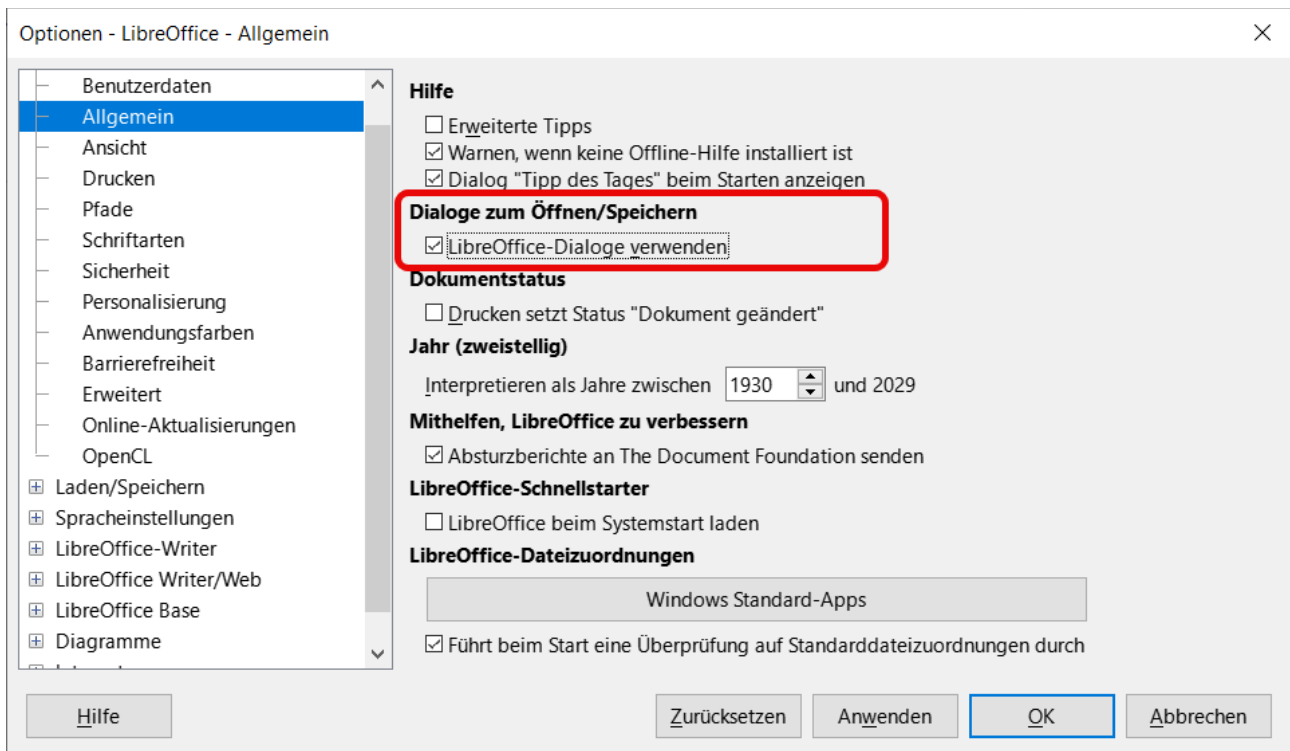 Optionen - LibreOffice - Allgemein
Benutzerdaten
Allgemein
Ansicht
Drucken
Pfade
Schriftarten
Sicherheit
Personalisierung
Anwendungsfarben
Barrierefreiheit
Erweitert
Online-Aktualisierungen
OpenCL
Laden/Speichern
Spracheinstellungen
LibreOffice-Writer
LibreOffice Writer/Web
LibreOffice Base
Diagramme
Hilfe
Erweiterte Tipps
Warnen, wenn keine Offline-Hilfe installiert ist
Dialog "Tipp des Tages" beim Starten anzeigen
Dialoge zum Öffnen/Speichern
LibreOffice-Dialoge verwenden
Dokumentstatus
Drucken setzt Status "Dokument geändert"
Jahr (zweistellig)
Interpretieren als Jahre zwischen 1930 und 2029
Mithelfen, LibreOffice zu verbessern
Absturzberichte an The Document Foundation senden
LibreOffice-Schnellstarter
LibreOffice beim Systemstart laden
LibreOffice-Dateizuordnungen
Windows Standard-Apps
Führt beim Start eine Überprüfung auf Standarddateizuordnungen durch
Hilfe Zurücksetzen Anwenden OK Abbrechen